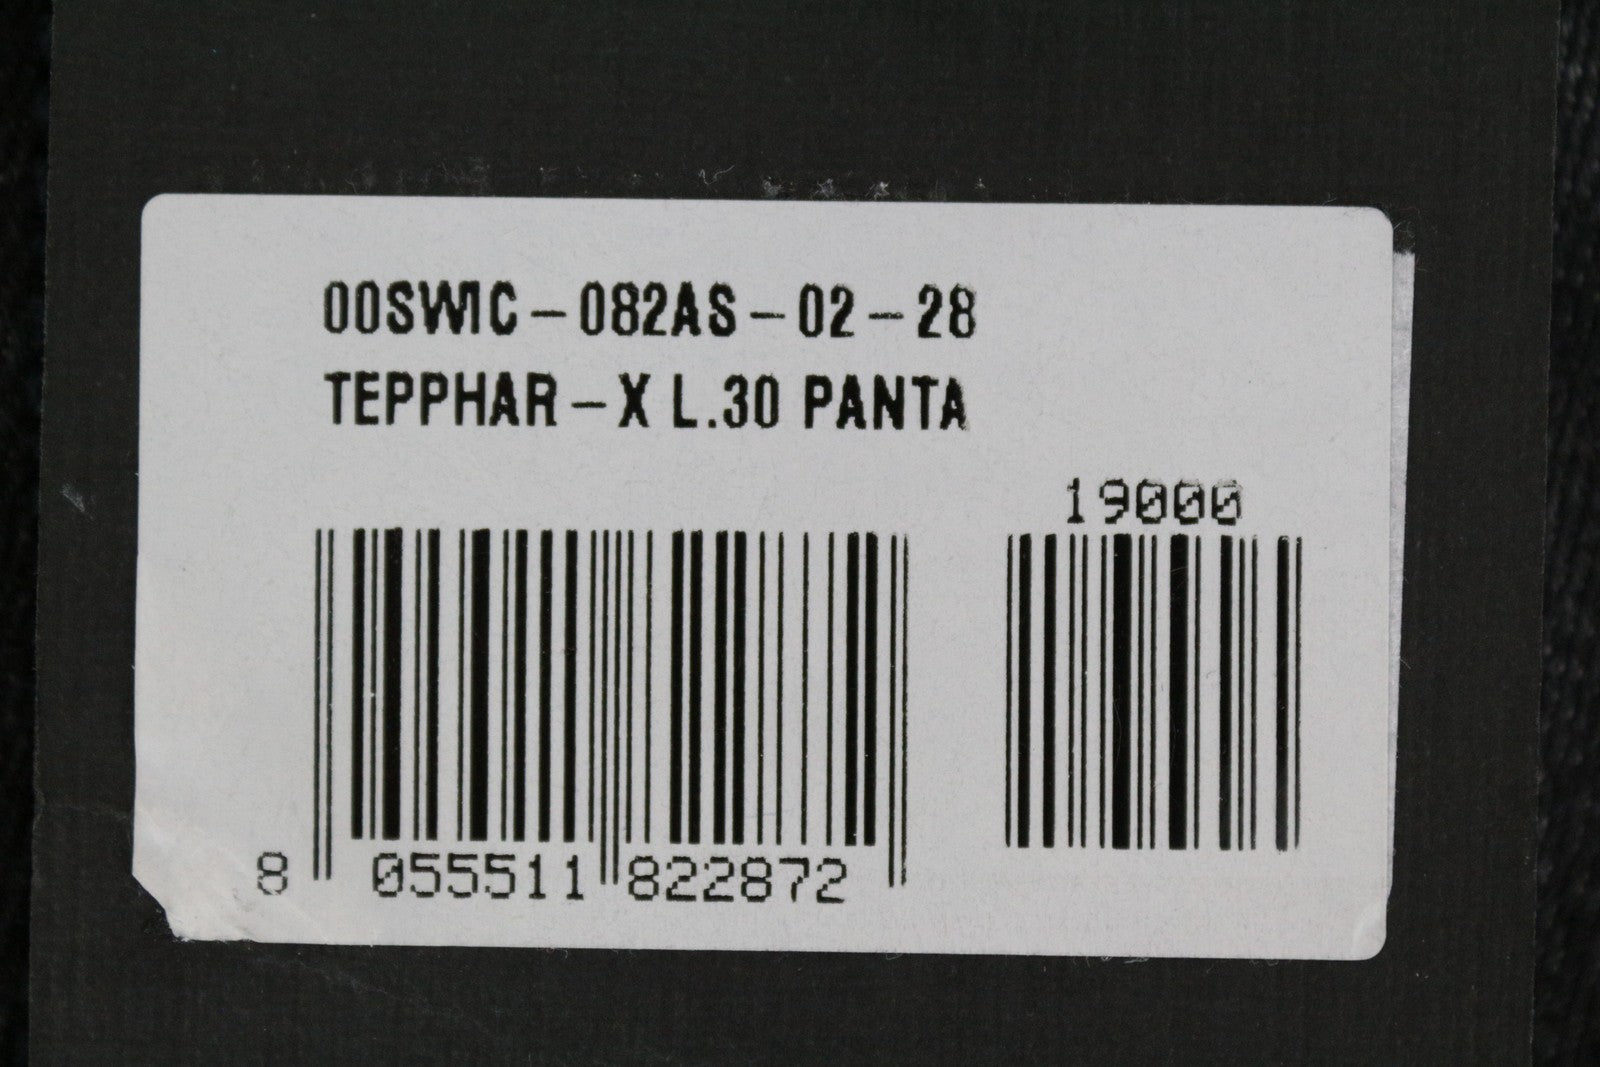 00SWIC-082AS-02-28
TEPPHAR-X L.30 PANTA
19000
8 055511 822872